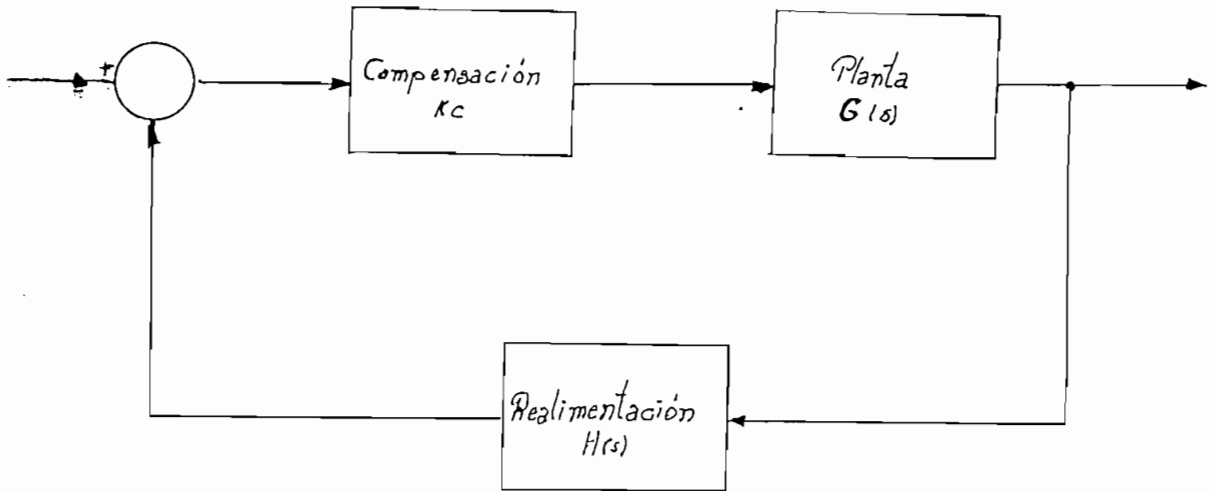 +
Compensación
Kc
Planta
G(s)
Realimentación
H(s)